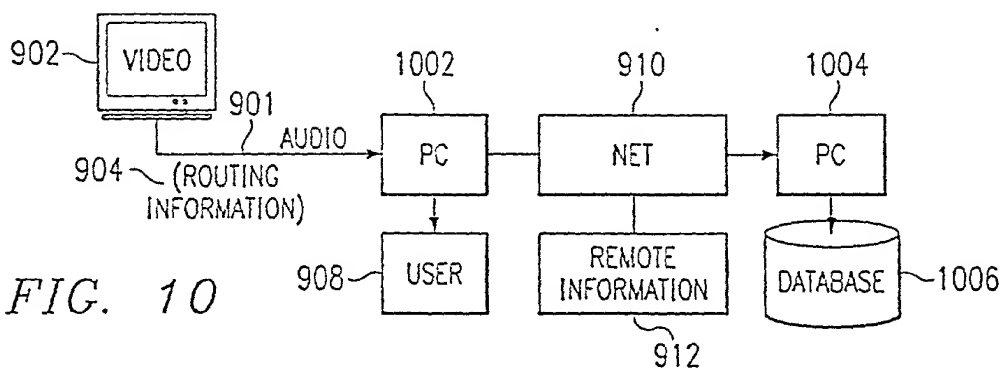 902
VIDEO
901
AUDIO
904
(ROUTING
INFORMATION)
1002
PC
910
NET
1004
PC
908
USER
REMOTE
INFORMATION
912
DATABASE
1006
FIG. 10